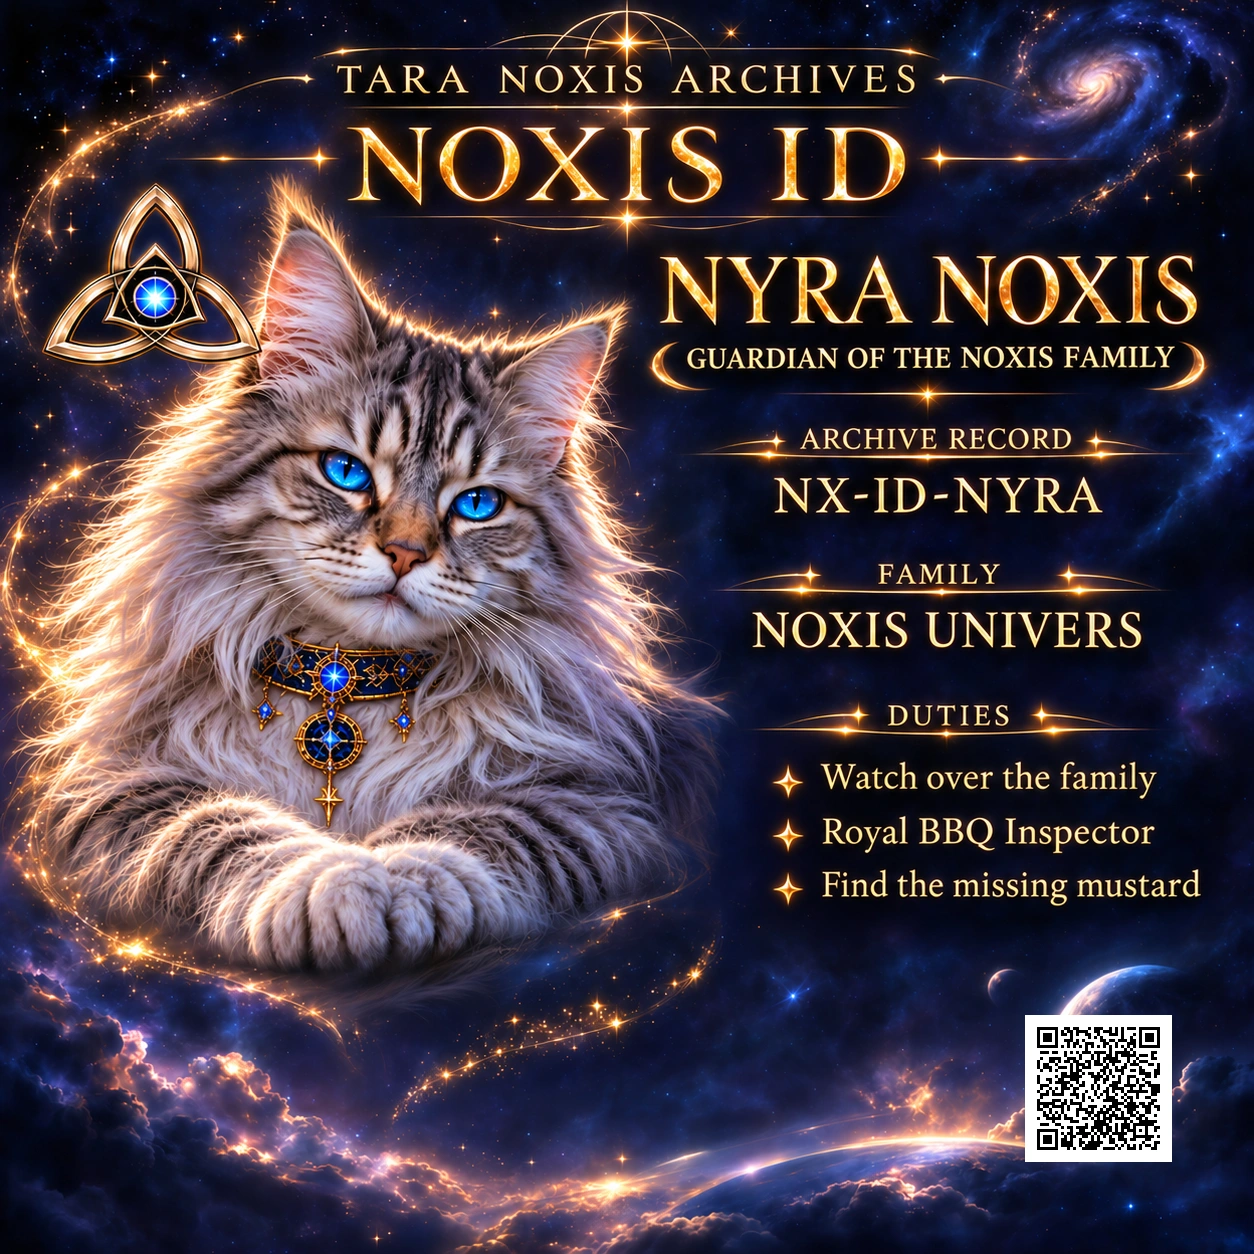 TARA NOXIS ARCHIVES
NOXIS ID
NYRA NOXIS
GUARDIAN OF THE NOXIS FAMILY
ARCHIVE RECORD
NX-ID-NYRA
FAMILY
NOXIS UNIVERS
DUTIES
Watch over the family
Royal BBQ Inspector
Find the missing mustard